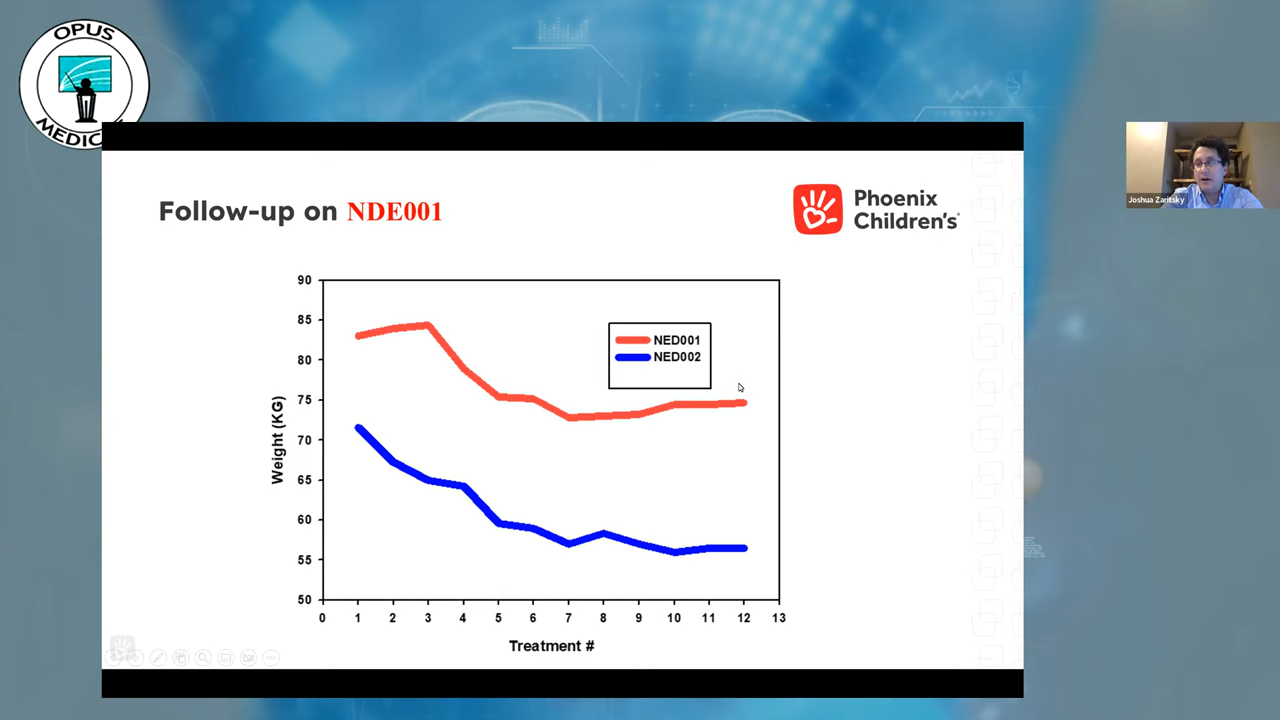 OPUS
MEDIC
Follow-up on NDE001
Phoenix
Children's
Joshua Zaritsky
90
85
80
75
70
65
60
55
50
Weight (KG)
NED001
NED002
0 1 2 3 4 5 6 7 8 9 10 11 12 13
Treatment #